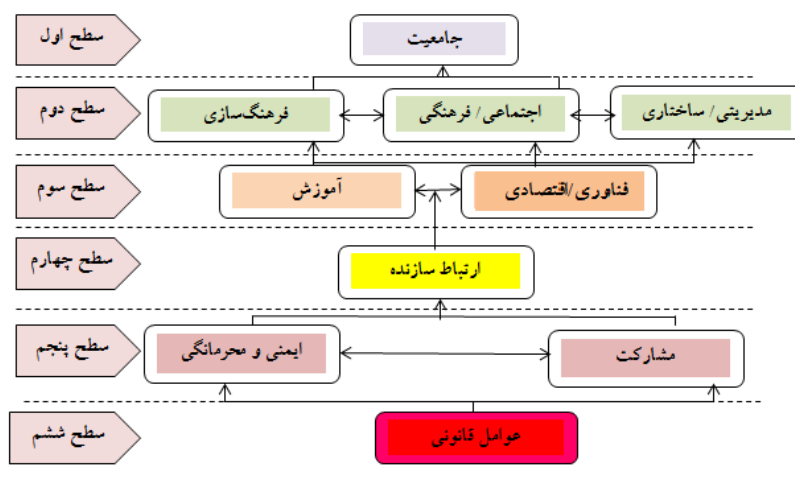 سطح اول
جامعیت
سطح دوم
مدیریتی/ ساختاری
اجتماعی/ فرهنگی
فرهنگ‌سازی
سطح سوم
فناوری/اقتصادی
آموزش
سطح چهارم
ارتباط سازنده
سطح پنجم
مشارکت
ایمنی و محرمانگی
سطح ششم
عوامل قانونی